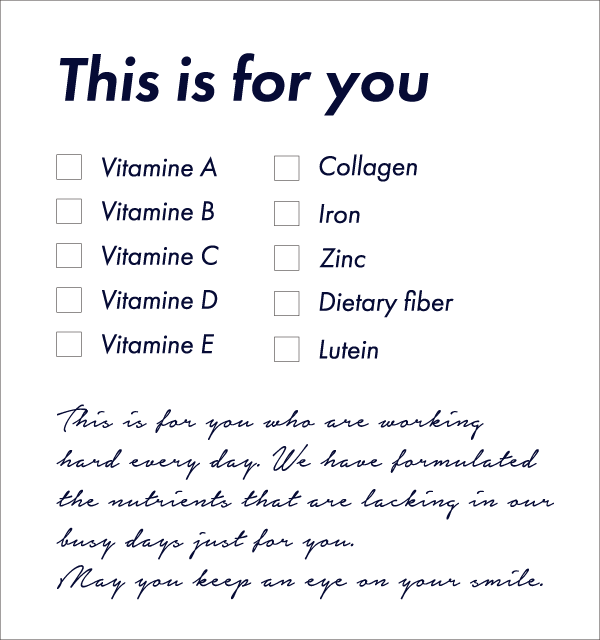 This is for you
Vitamine A
Vitamine B
Vitamine C
Vitamine D
Vitamine E
Collagen
Iron
Zinc
Dietary fiber
Lutein
This is for you who are working
hard every day. We have formulated
the nutrients that are lacking in our
busy days just for you.
May you keep an eye on your smile.